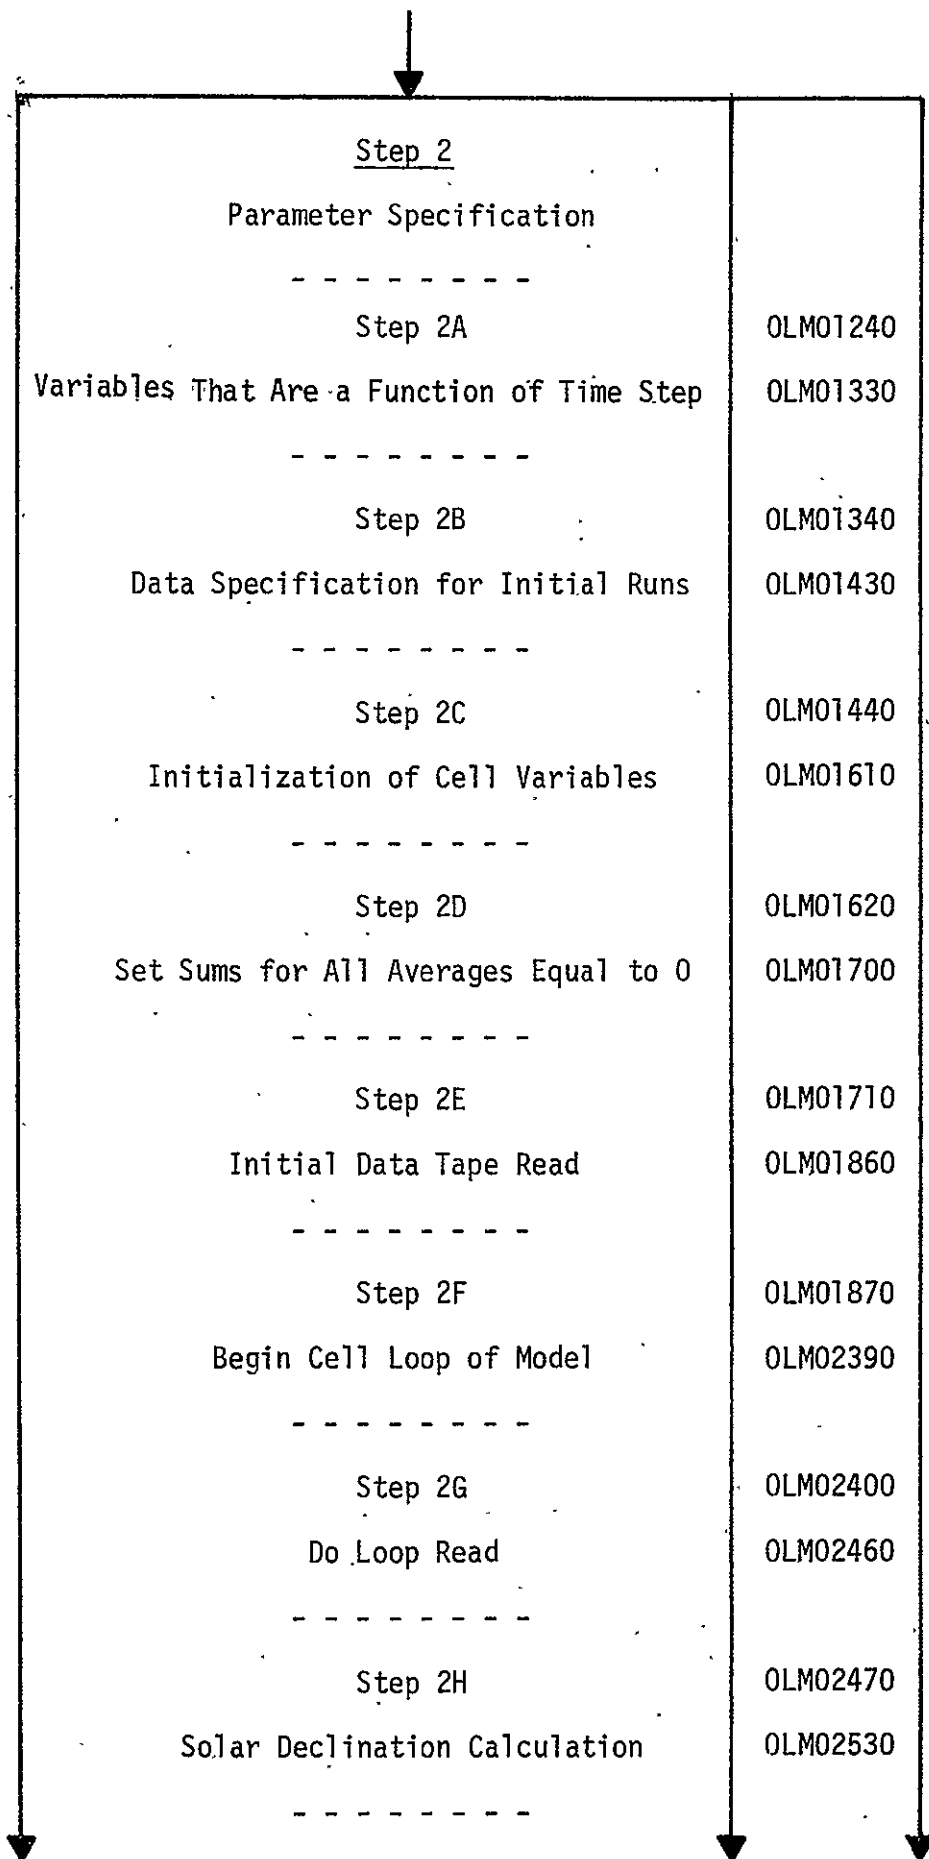 Step 2
Parameter Specification
- - - - - - - -
Step 2A OLM01240
Variables That Are a Function of Time Step OLM01330
- - - - - - - -
Step 2B OLM01340
Data Specification for Initial Runs OLM01430
- - - - - - - -
Step 2C OLM01440
Initialization of Cell Variables OLM01610
- - - - - - - -
Step 2D OLM01620
Set Sums for All Averages Equal to 0 OLM01700
- - - - - - - -
Step 2E OLM01710
Initial Data Tape Read OLM01860
- - - - - - - -
Step 2F OLM01870
Begin Cell Loop of Model OLM02390
- - - - - - - -
Step 2G OLM02400
Do Loop Read OLM02460
- - - - - - - -
Step 2H OLM02470
Solar Declination Calculation OLM02530
- - - - - - - -